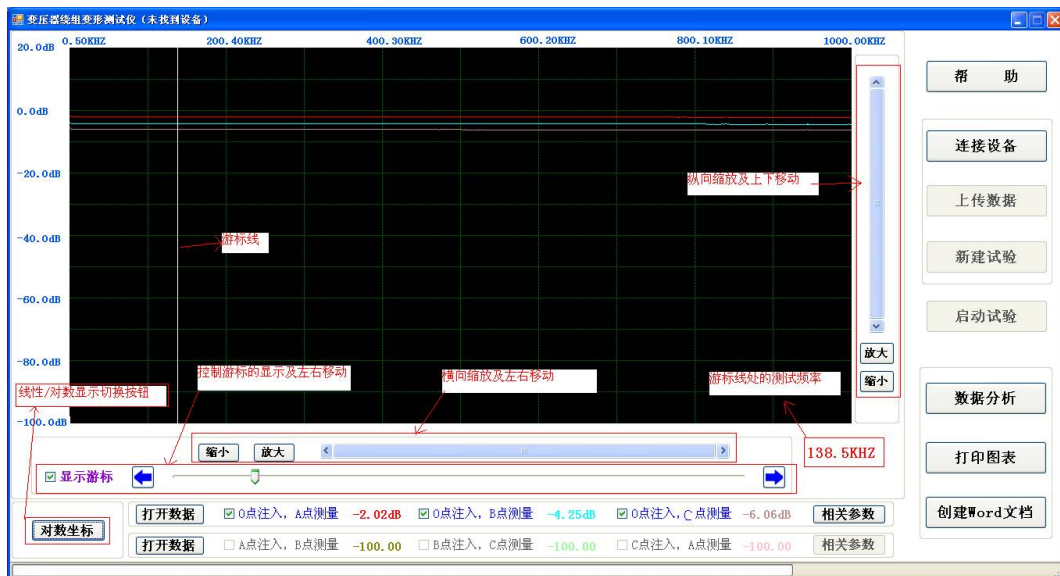 变压器绕组变形测试仪(未找到设备)
0.50KHZ 200.40KHZ 400.30KHZ 600.20KHZ 800.10KHZ 1000.00KHZ
20.0dB
0.0dB
-20.0dB
-40.0dB
-60.0dB
-80.0dB
-100.0dB
纵向缩放及上下移动
游标线
控制游标的显示及左右移动
横向缩放及左右移动
游标线处的测试频率
线性/对数显示切换按钮
放大
缩小
缩小 放大
138.5KHZ
显示游标
对数坐标
打开数据 O点注入, A点测量 -2.02dB O点注入, B点测量 -4.25dB O点注入, C点测量 -6.06dB 相关参数
打开数据 A点注入, B点测量 -100.00 B点注入, C点测量 -100.00 C点注入, A点测量 -100.00 相关参数
帮 助
连接设备
上传数据
新建试验
启动试验
数据分析
打印图表
创建Word文档